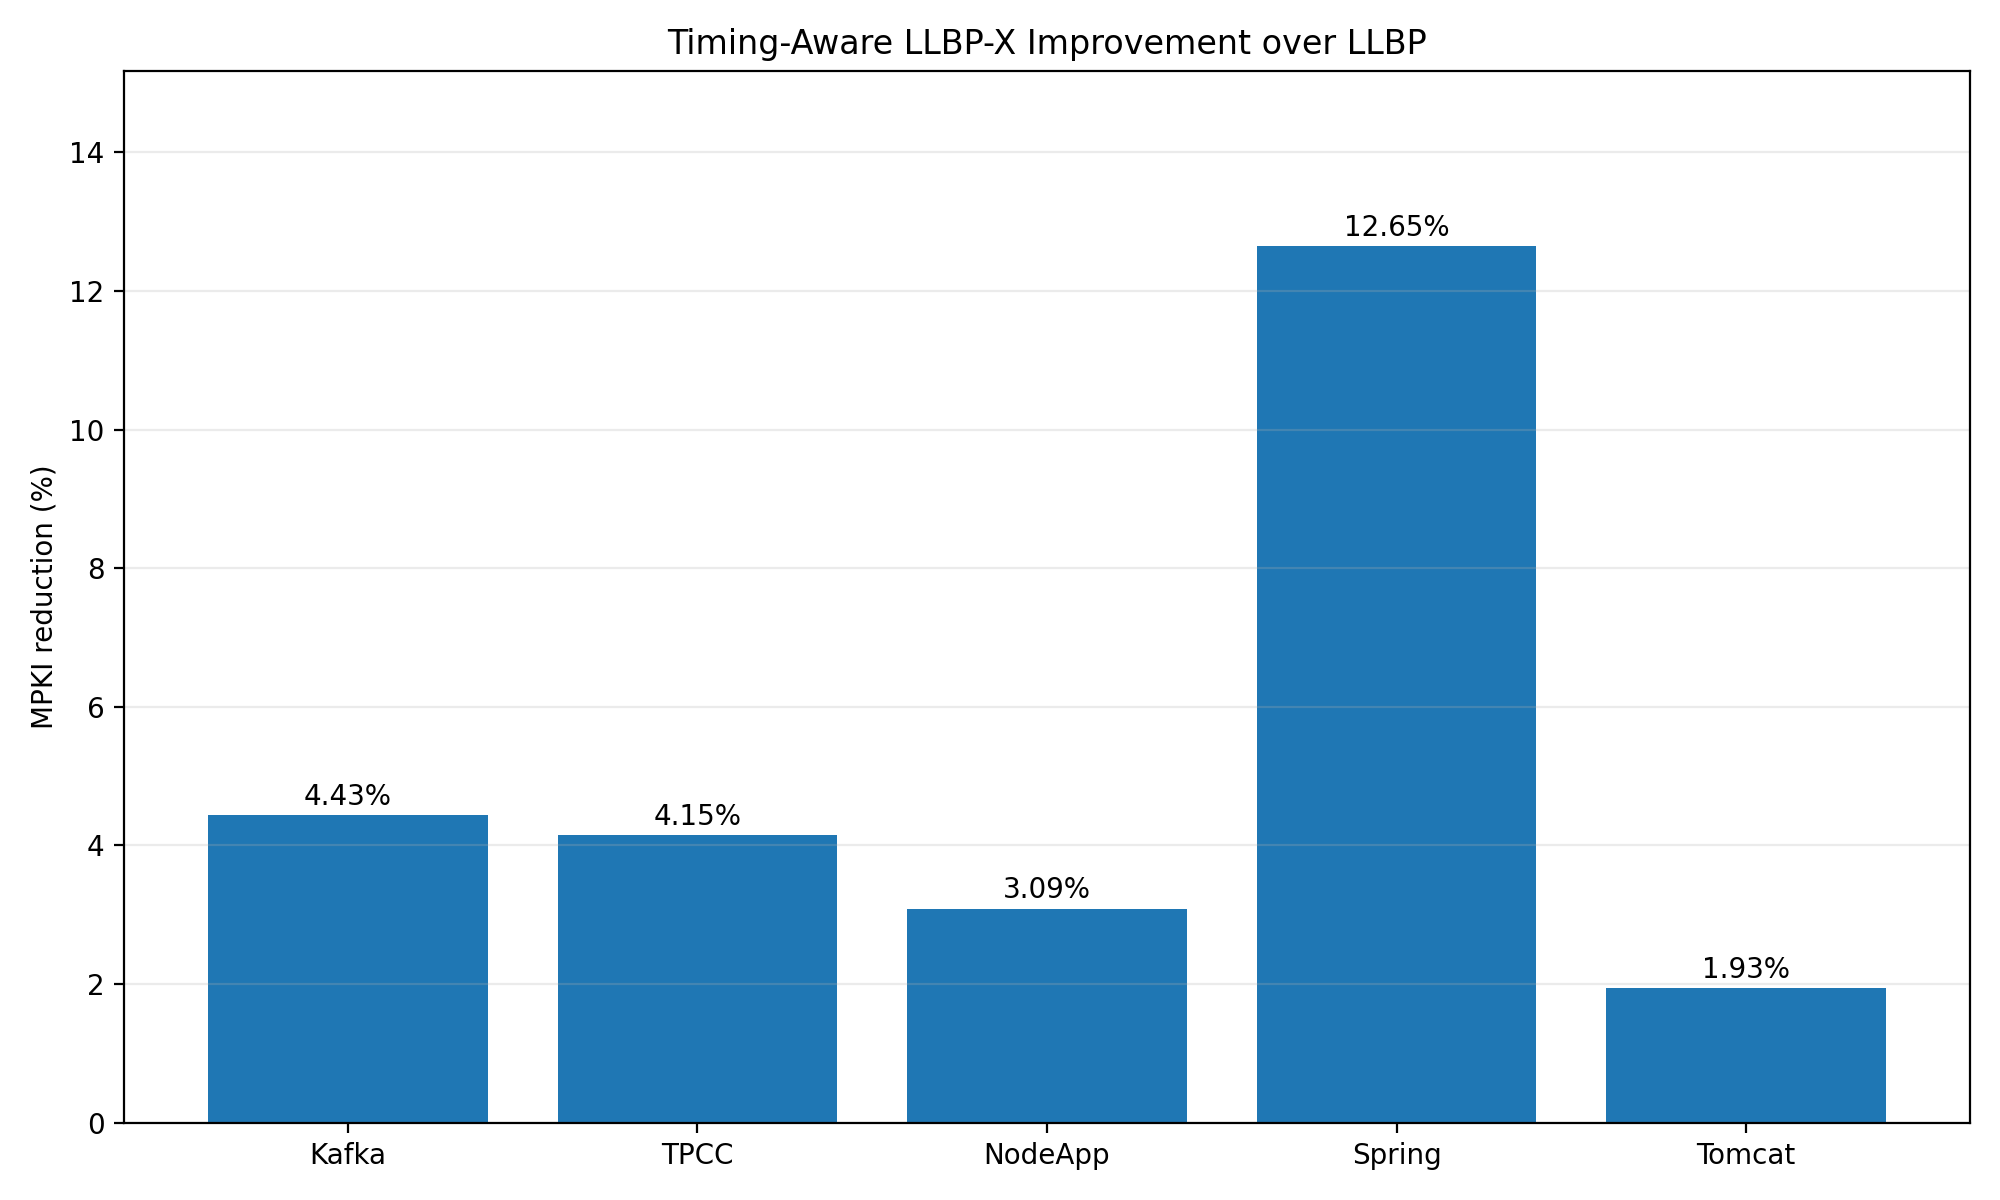 Timing-Aware LLBP-X Improvement over LLBP
MPKI reduction (%)
14
12
10
8
6
4
2
0
4.43%
4.15%
3.09%
12.65%
1.93%
Kafka
TPCC
NodeApp
Spring
Tomcat